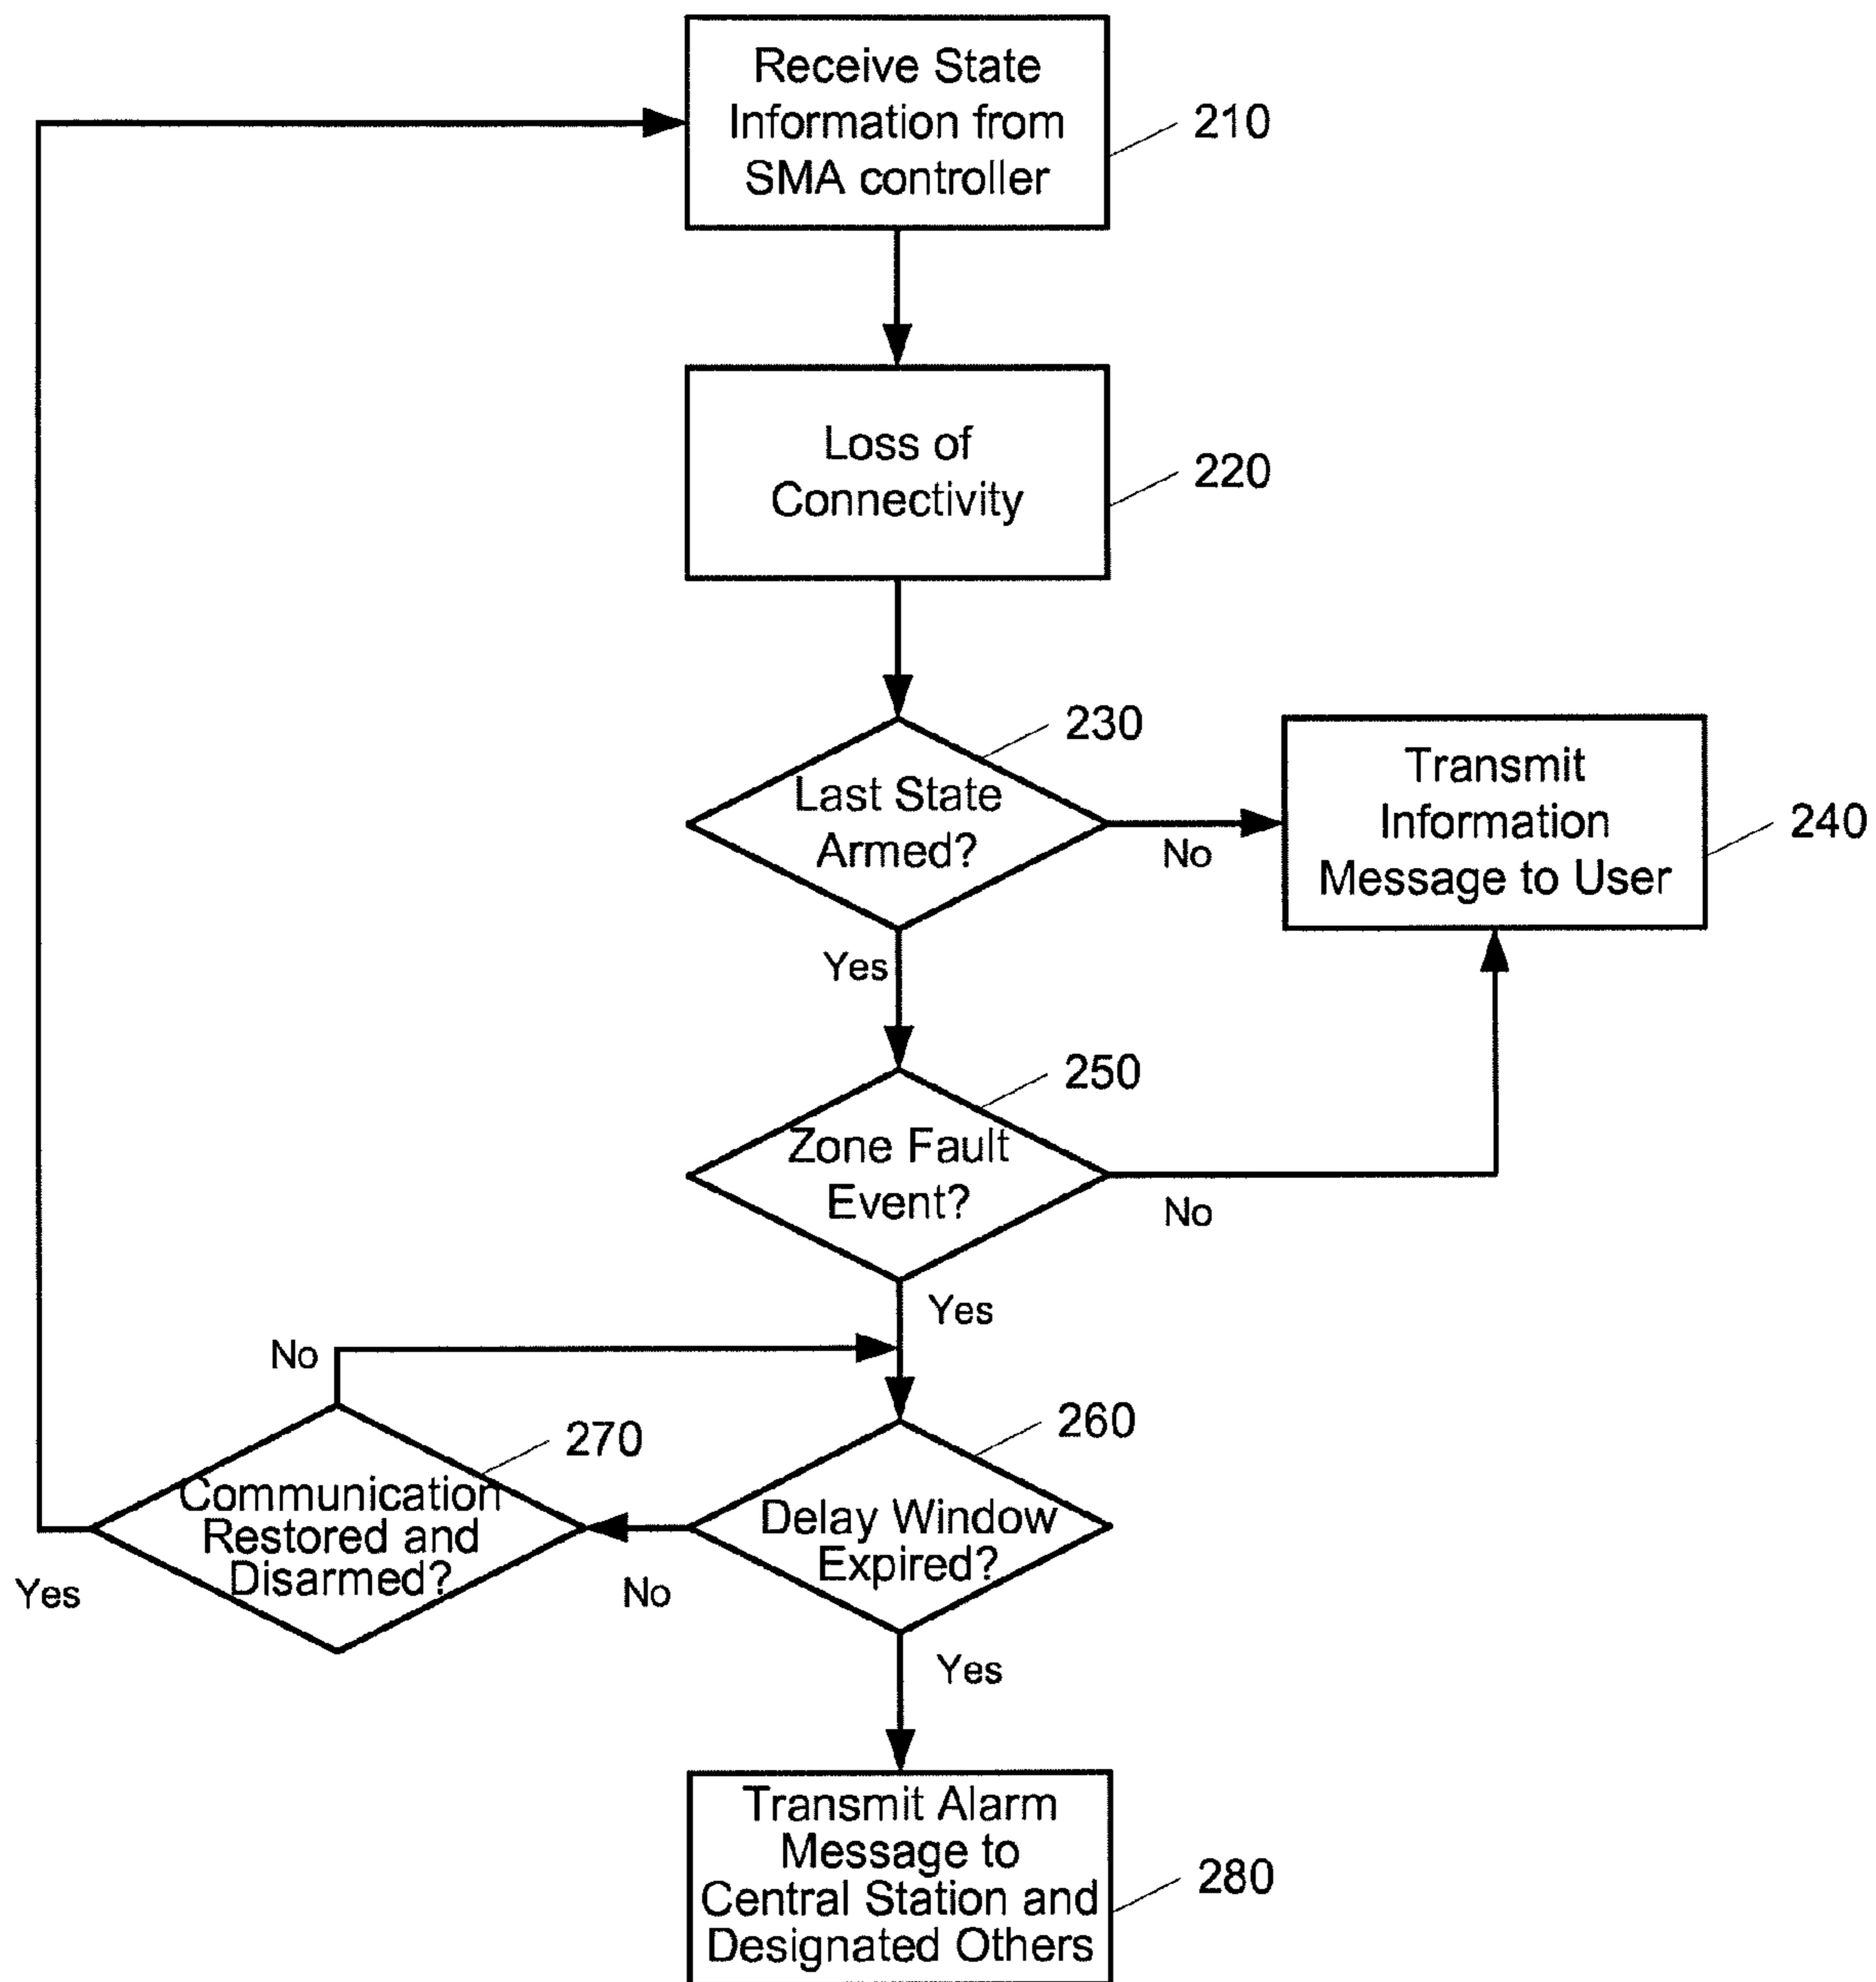 Receive State
Information from
SMA controller
210
Loss of
Connectivity
220
230
Last State
Armed?
No
Yes
Transmit
Information
Message to User
240
250
Zone Fault
Event?
No
Yes
No
260
Delay Window
Expired?
No
Yes
270
Communication
Restored and
Disarmed?
Yes
Transmit Alarm
Message to
Central Station and
Designated Others
280